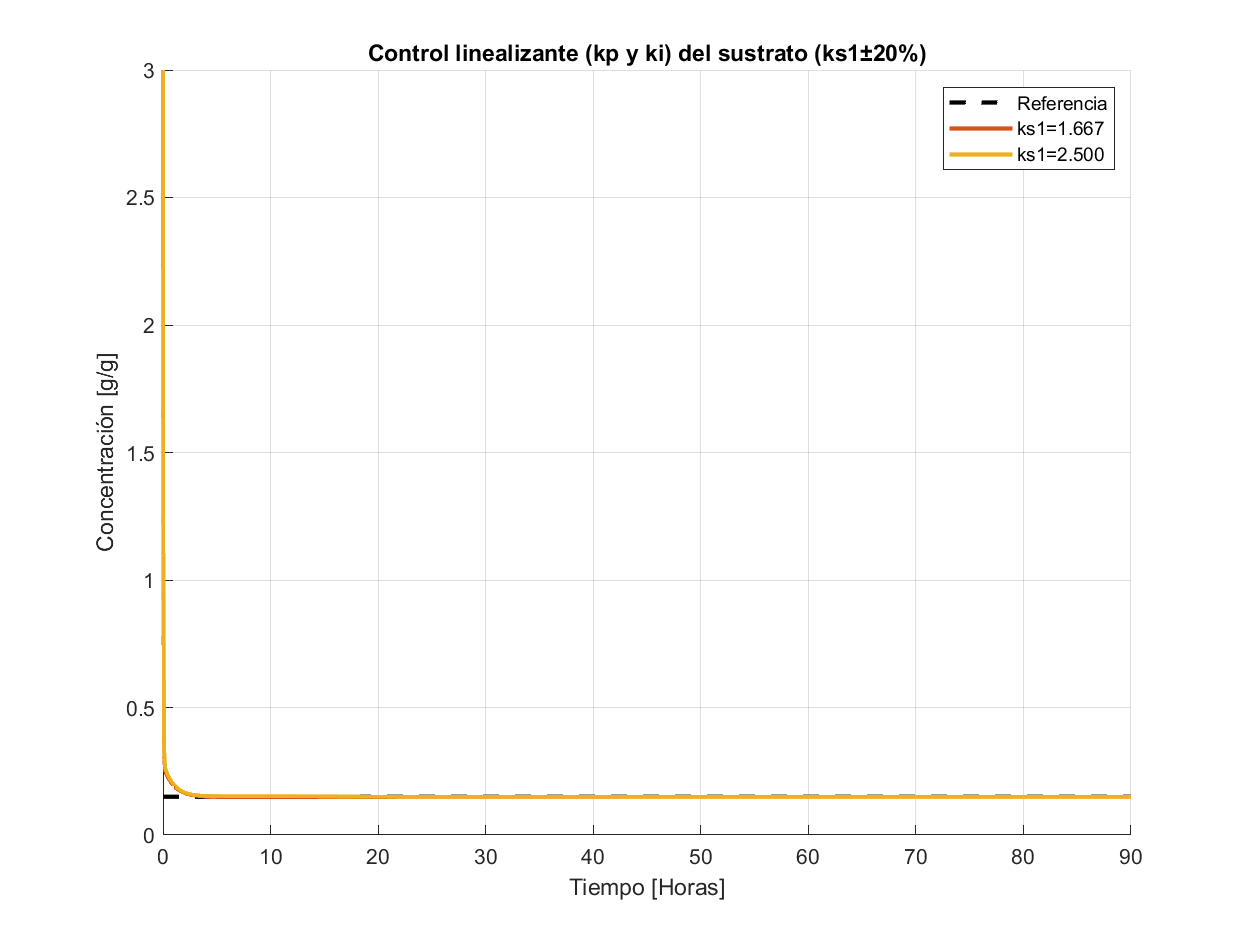 Control linealizante (kp y ki) del sustrato (ks1±20%)
Referencia
ks1=1.667
ks1=2.500
Concentración [g/g]
3
2.5
2
1.5
1
0.5
0
0 10 20 30 40 50 60 70 80 90
Tiempo [Horas]